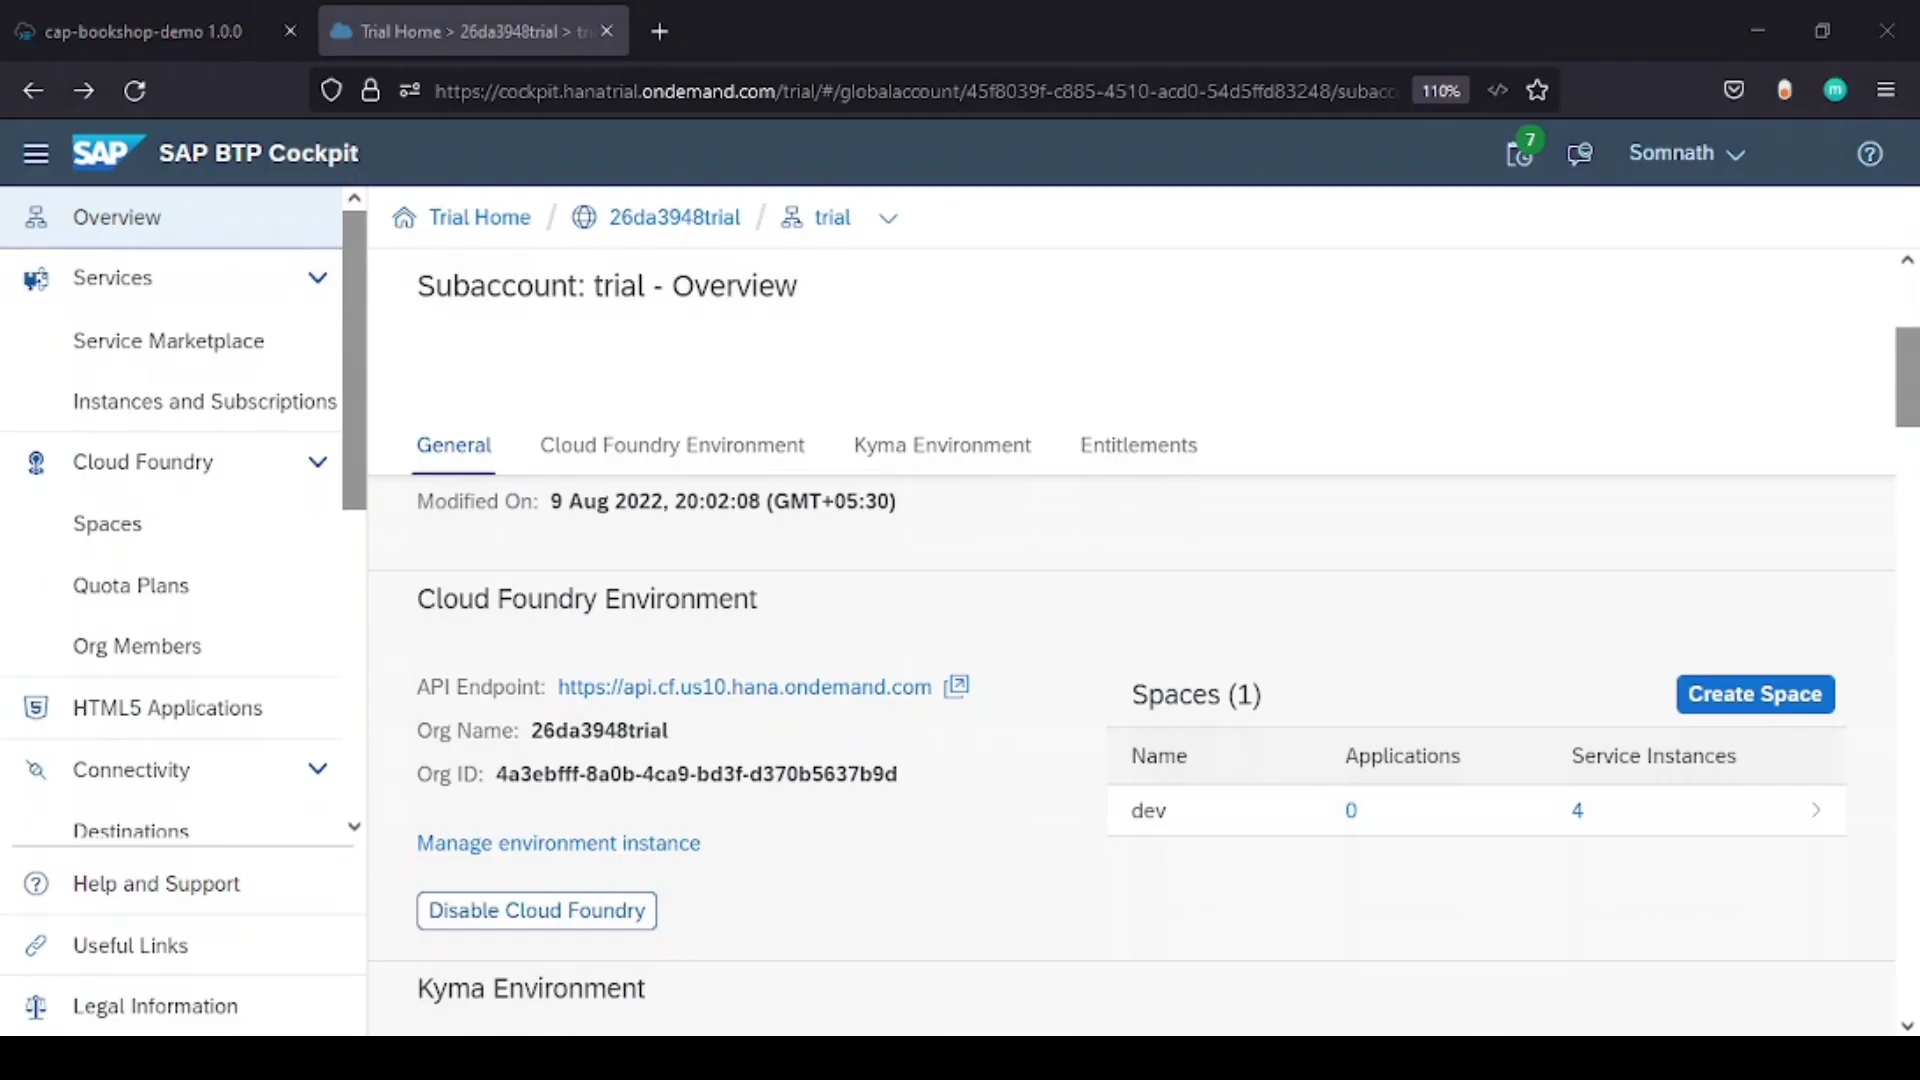 cap-bookshop-demo 1.0.0
Trial Home > 26da3948trial > tr
https://cockpit.hanatrial.ondemand.com/trial/#/globalaccount/45f8039f-c885-4510-acd0-54d5ffd83248/subacc
110%
m
SAP
SAP BTP Cockpit
7
Somnath
Overview
Services
Service Marketplace
Instances and Subscriptions
Cloud Foundry
Spaces
Quota Plans
Org Members
HTML5 Applications
Connectivity
Destinations
Help and Support
Useful Links
Legal Information
Trial Home / 26da3948trial / trial
Subaccount: trial - Overview
General
Cloud Foundry Environment
Kyma Environment
Entitlements
Modified On: 9 Aug 2022, 20:02:08 (GMT+05:30)
Cloud Foundry Environment
API Endpoint: https://api.cf.us10.hana.ondemand.com
Org Name: 26da3948trial
Org ID: 4a3ebfff-8a0b-4ca9-bd3f-d370b5637b9d
Manage environment instance
Disable Cloud Foundry
Spaces (1)
Create Space
Name Applications Service Instances
dev 0 4
Kyma Environment